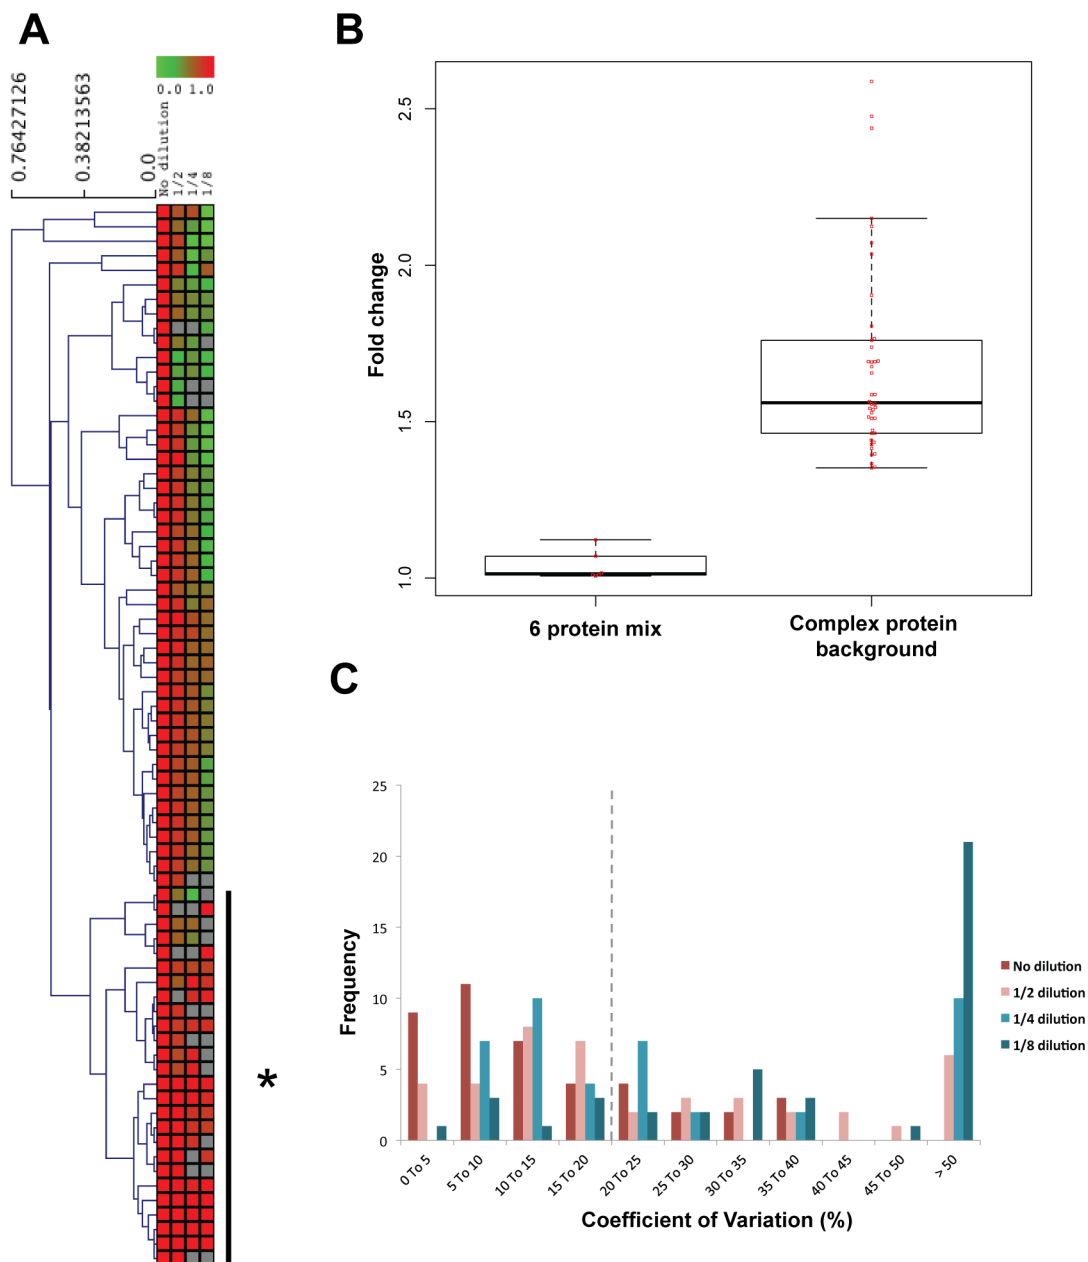 A
0.76427126
0.38213563
0.0
0.0 1.0
No dilution
1/2
1/4
1/8
*
B
Fold change
2.5
2.0
1.5
1.0
6 protein mix
Complex protein
background
C
Frequency
25
20
15
10
5
0
0 To 5
5 To 10
10 To 15
15 To 20
20 To 25
25 To 30
30 To 35
35 To 40
40 To 45
45 To 50
> 50
Coefficient of Variation (%)
No dilution
1/2 dilution
1/4 dilution
1/8 dilution